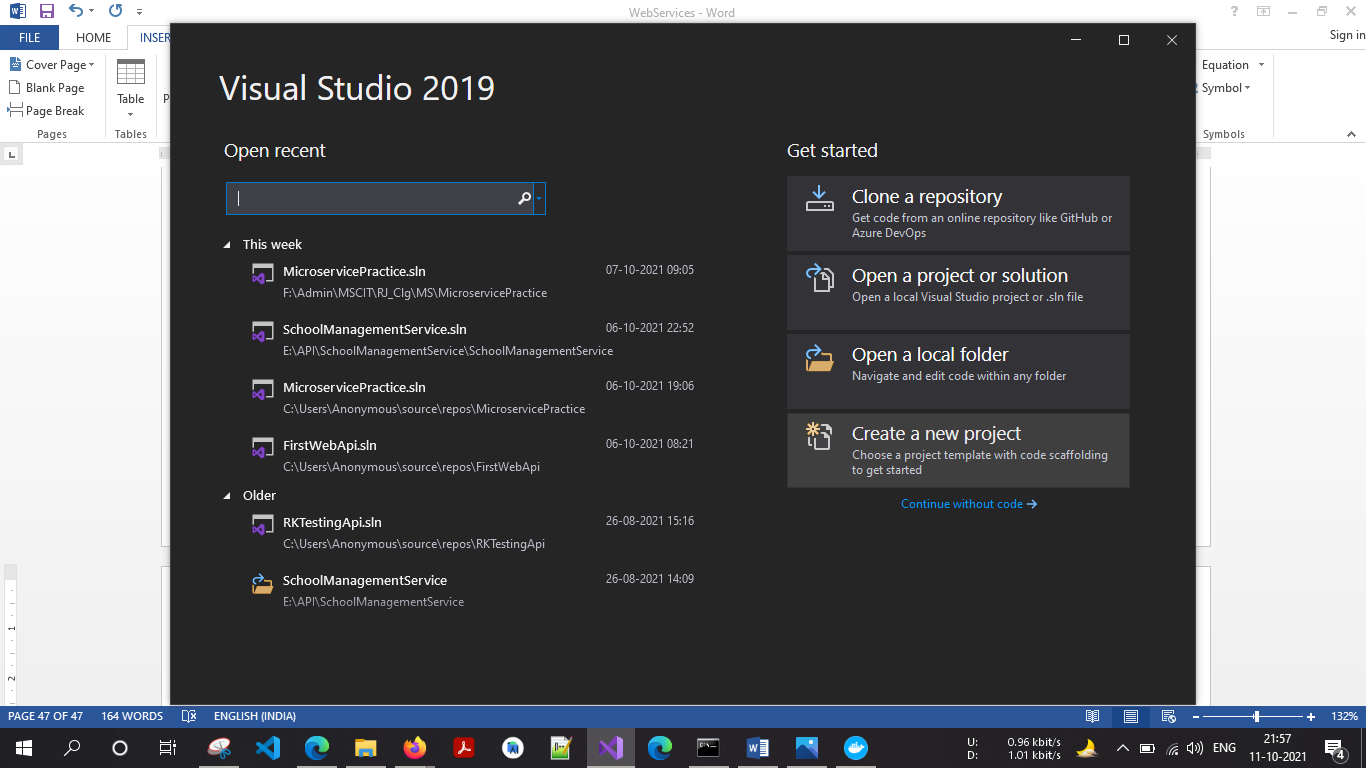 WebServices - Word
FILE
HOME
INSER
Sign in
Cover Page
Blank Page
Page Break
Pages
Table
Tables
P
Equation
Symbol
Symbols
Visual Studio 2019
Open recent
This week
MicroservicePractice.sln
07-10-2021 09:05
F:\Admin\MSCIT\RJ_Clg\MS\MicroservicePractice
SchoolManagementService.sln
06-10-2021 22:52
E:\API\SchoolManagementService\SchoolManagementService
MicroservicePractice.sln
06-10-2021 19:06
C:\Users\Anonymous\source\repos\MicroservicePractice
FirstWebApi.sln
06-10-2021 08:21
C:\Users\Anonymous\source\repos\FirstWebApi
Older
RKTestingApi.sln
26-08-2021 15:16
C:\Users\Anonymous\source\repos\RKTestingApi
SchoolManagementService
26-08-2021 14:09
E:\API\SchoolManagementService
Get started
Clone a repository
Get code from an online repository like GitHub or
Azure DevOps
Open a project or solution
Open a local Visual Studio project or .sln file
Open a local folder
Navigate and edit code within any folder
Create a new project
Choose a project template with code scaffolding
to get started
Continue without code →
1
2
PAGE 47 OF 47
164 WORDS
ENGLISH (INDIA)
132%
U: 0.96 kbit/s
D: 1.01 kbit/s
ENG
21:57
11-10-2021
4